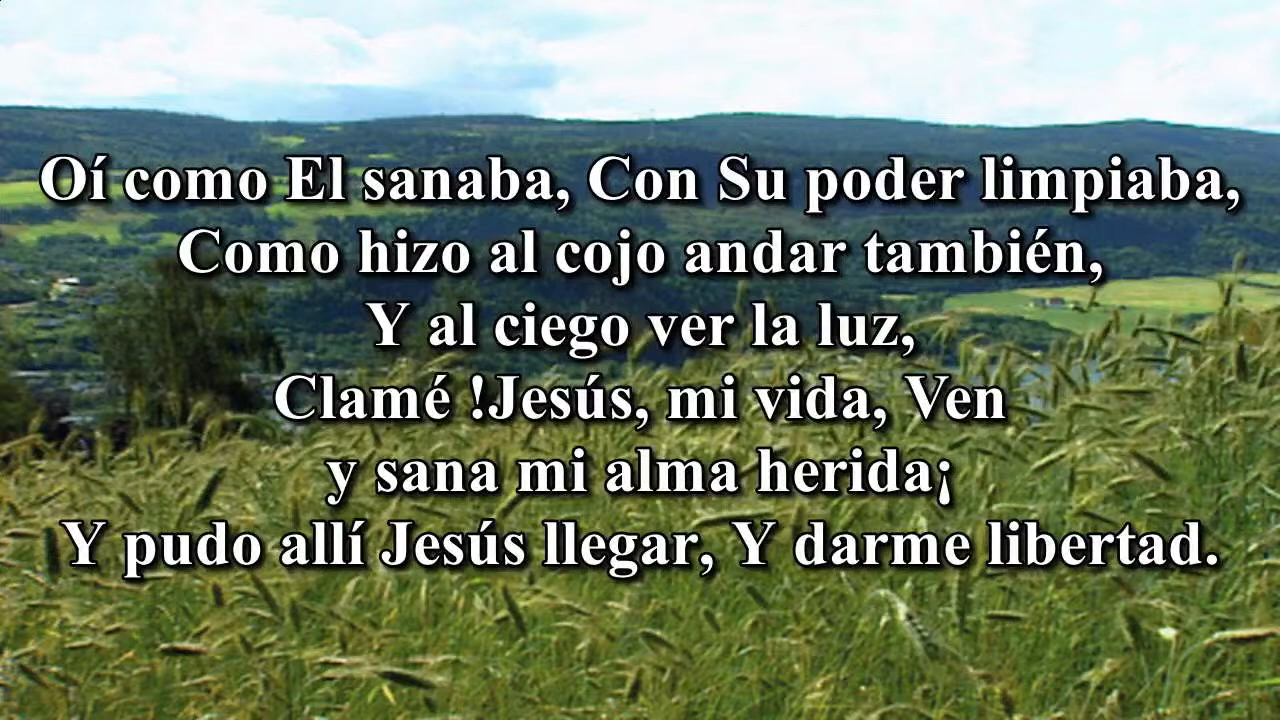 Oí como El sanaba, Con Su poder limpiaba,
Como hizo al cojo andar también,
Y al ciego ver la luz,
Clamé !Jesús, mi vida, Ven
y sana mi alma herida¡
Y pudo allí Jesús llegar, Y darme libertad.